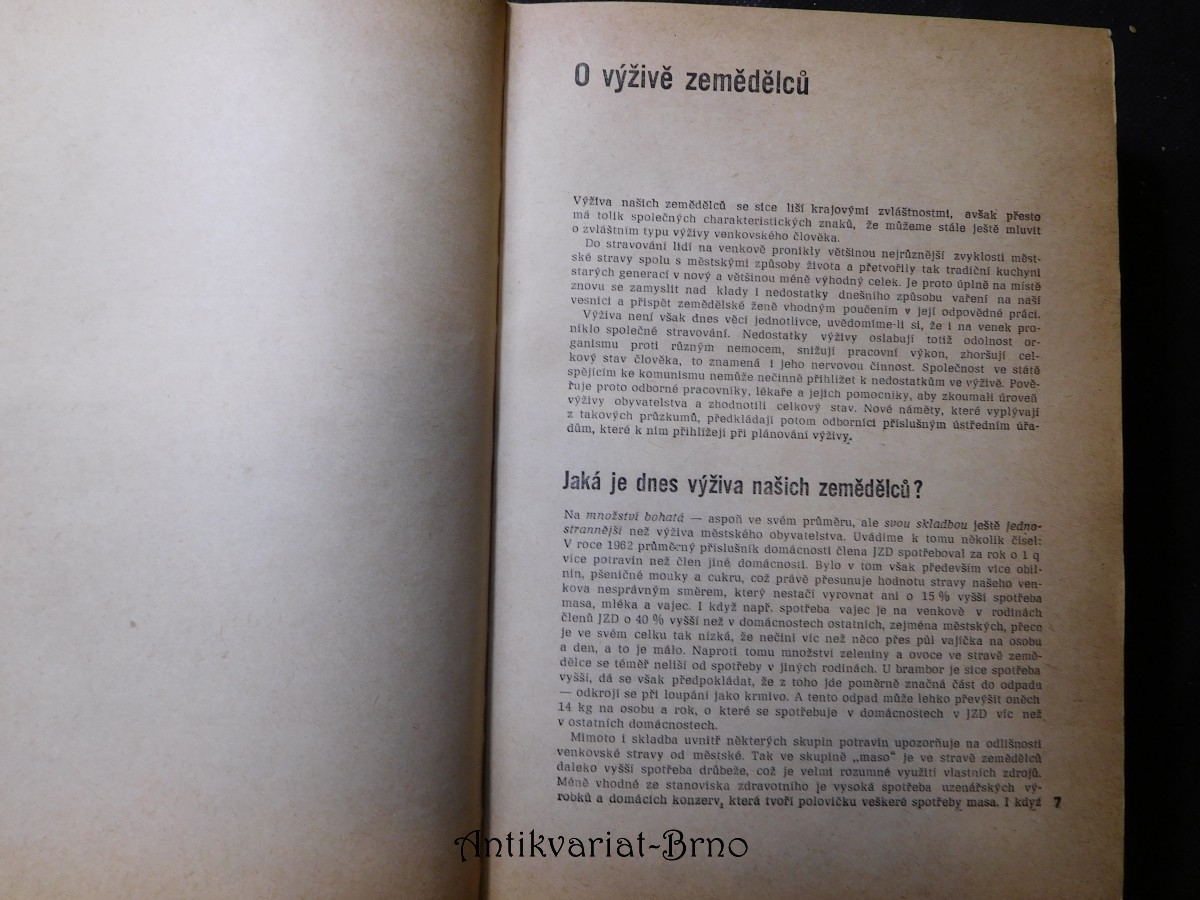 O výživě zemědělců
Výživa našich zemědělců se sice liší krajovými zvláštnostmi, avšak přesto
má tolik společných charakteristických znaků, že můžeme stále ještě mluvit
o zvláštním typu výživy venkovského člověka.
Do stravování lidí na venkově pronikly většinou nejrůznější zvyklosti měst-
ské stravy spolu s městskými způsoby života a přetvořily tak tradiční kuchyni
starých generací v nový a většinou méně výhodný celek. Je proto úplně na místě
znovu se zamyslit nad klady i nedostatky dnešního způsobu vaření na naší
vesnici a přispět zemědělské ženě vhodným poučením v její odpovědné práci.
Výživa není však dnes věcí jednotlivce, uvědomíme-li si, že i na venek pro-
niklo společné stravování. Nedostatky výživy oslabují totiž odolnost or-
ganismu proti různým nemocem, snižují pracovní výkon, zhoršují cel-
kový stav člověka, to znamená i jeho nervovou činnost. Společnost ve státě
spějícím ke komunismu nemůže nečinně přihlížet k nedostatkům ve výživě. Pově-
řuje proto odborné pracovníky, lékaře a jejich pomocníky, aby zkoumali úroveň
výživy obyvatelstva a zhodnotili celkový stav. Nové náměty, které vyplývají
z takových průzkumů, předkládají potom odborníci příslušným ústředním úřa-
dům, které k nim přihlížejí při plánování výživy.
Jaká je dnes výživa našich zemědělců?
Na množství bohatá — aspoň ve svém průměru, ale svou skladbou ještě jedno-
strannější než výživa městského obyvatelstva. Uvádíme k tomu několik čísel:
V roce 1962 průměrný příslušník domácnosti člena JZD spotřeboval za rok o 1 q
více potravin než člen jiné domácnosti. Bylo v tom však především více obil-
nin, pšeničné mouky a cukru, což právě přesunuje hodnotu stravy našeho ven-
kova nesprávným směrem, který nestačí vyrovnat ani o 15 % vyšší spotřeba
masa, mléka a vajec. I když např. spotřeba vajec je na venkově v rodinách
členů JZD o 40 % vyšší než v domácnostech ostatních, zejména městských, přece
je ve svém celku tak nízká, že nečiní víc než něco přes půl vajíčka na osobu
a den, a to je málo. Naproti tomu množství zeleniny a ovoce ve stravě země-
dělce se téměř neliší od spotřeby v jiných rodinách. U brambor je sice spotřeba
vyšší, dá se však předpokládat, že z toho jde poměrně značná část do odpadu
— odkrojí se při loupání jako krmivo. A tento odpad může lehko převýšit oněch
14 kg na osobu a rok, o které se spotřebuje v domácnostech v JZD víc než
v ostatních domácnostech.
Mimoto i skladba uvnitř některých skupin potravin upozorňuje na odlišnosti
venkovské stravy od městské. Tak ve skupině „maso" je ve stravě zemědělců
daleko vyšší spotřeba drůbeže, což je velmi rozumné využití vlastních zdrojů.
Méně vhodné ze stanoviska zdravotního je vysoká spotřeba uzenářských vý-
robků a domácích konzerv, která tvoří polovičku veškeré spotřeby masa. I když 7
Antikvariat-Brno